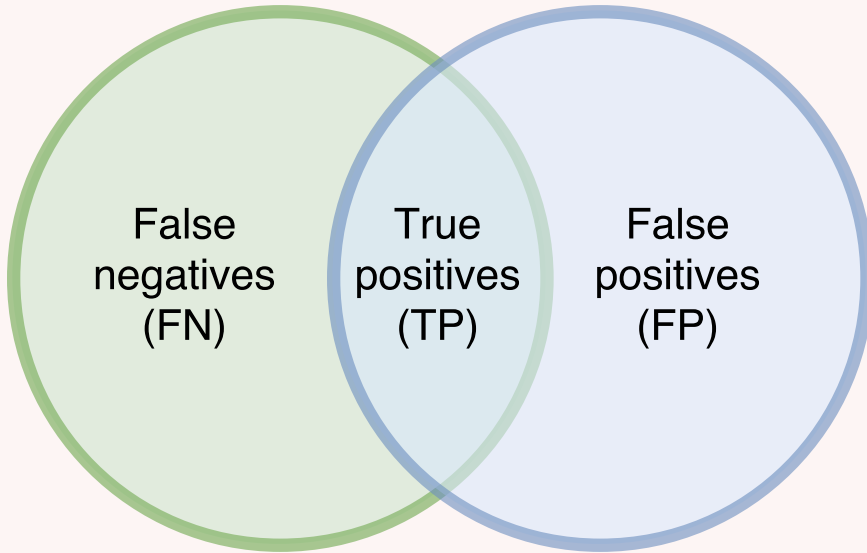 False
negatives
(FN)
True
positives
(TP)
False
positives
(FP)